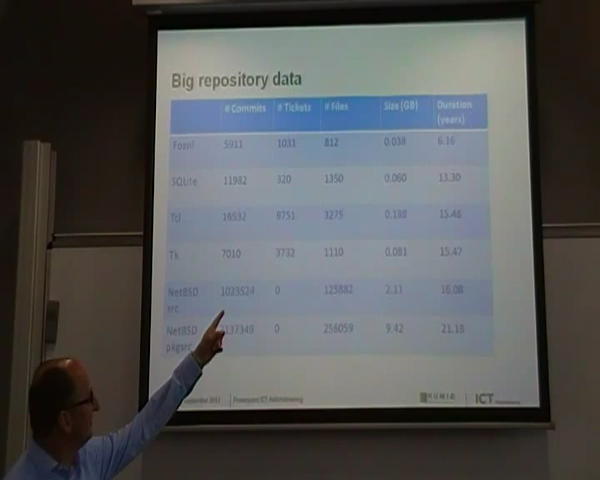 Big repository data
# Commits # Tickets # Files Size (GB) Duration (years)
Fossil 5911 1031 812 0.038 6.16
SQLite 11982 320 1350 0.060 13.30
Tcl 16532 8751 3275 0.188 15.46
Tk 7010 3732 1110 0.081 15.47
NetBSD src 1023524 0 125882 2.11 16.08
NetBSD pkgsrc 137349 0 256059 9.42 21.18
ICT